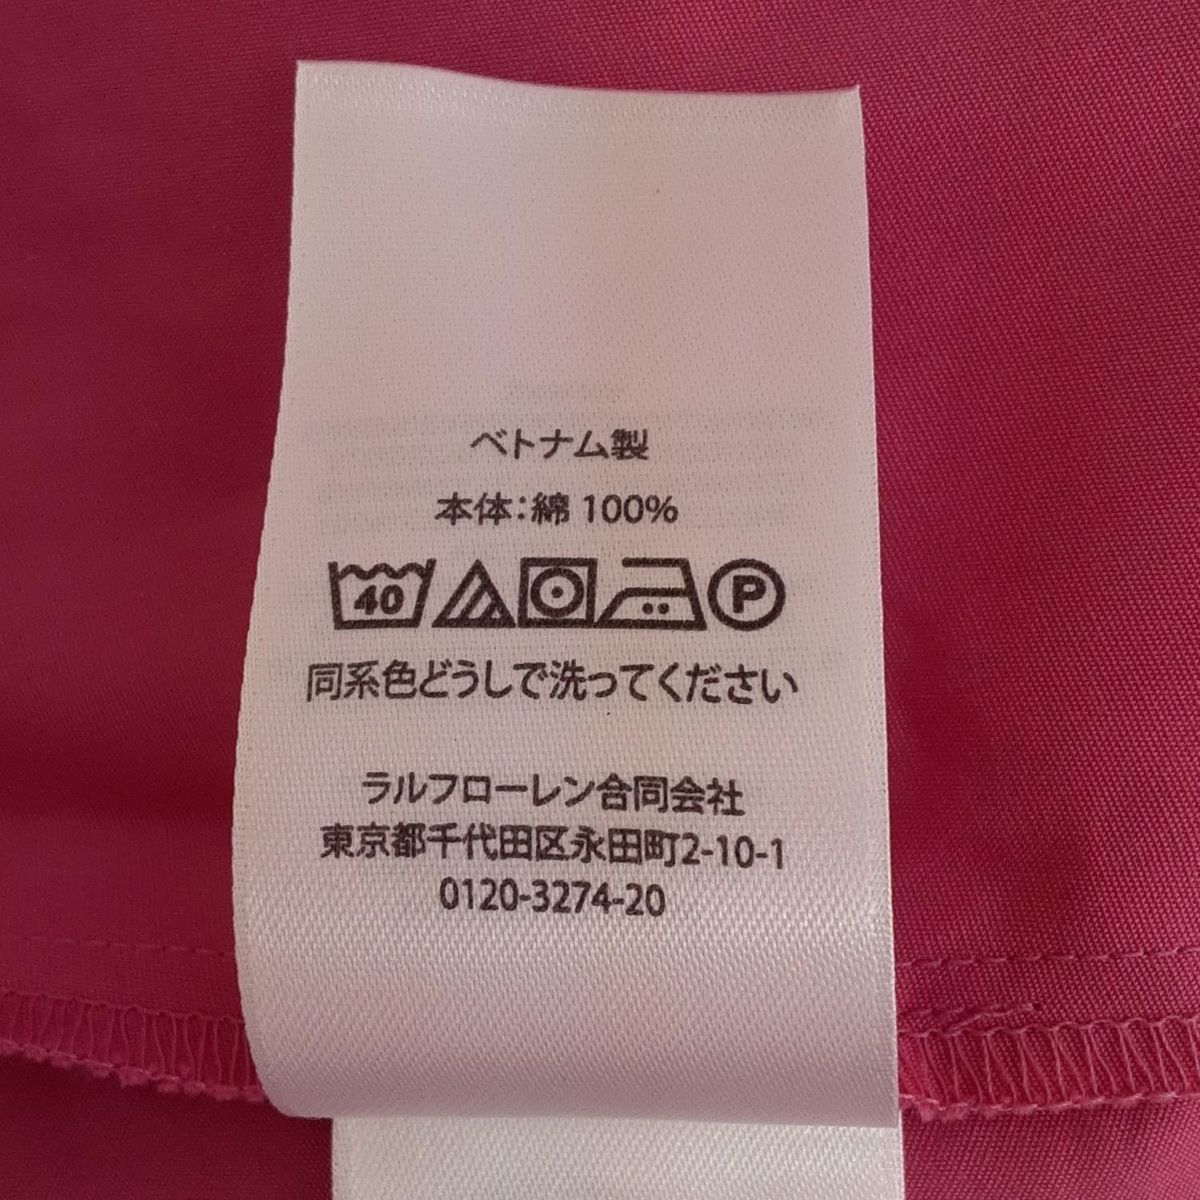 ベトナム製
本体:綿 100%
40 P
同系色どうしで洗ってください
ラルフローレン合同会社
東京都千代田区永田町2-10-1
0120-3274-20